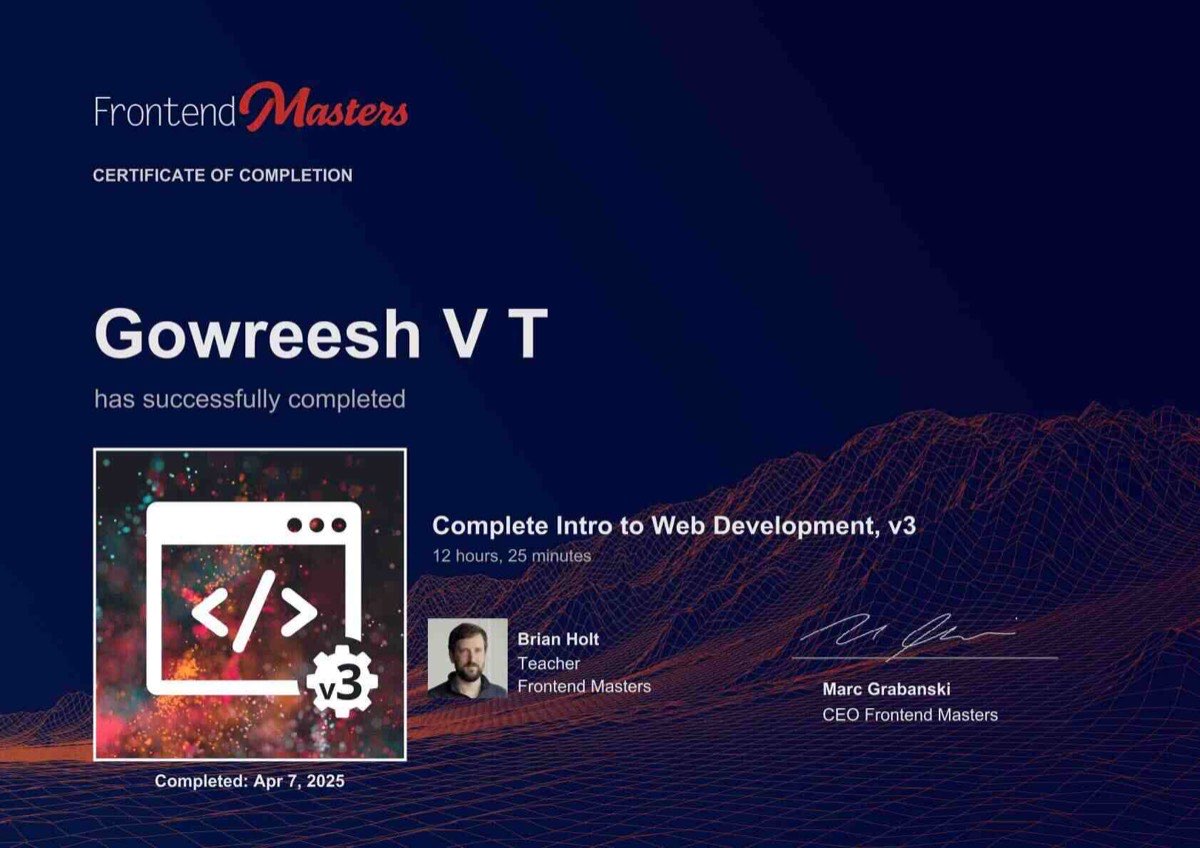 Frontend Masters
CERTIFICATE OF COMPLETION
Gowreesh V T
has successfully completed
</>
v3
Complete Intro to Web Development, v3
12 hours, 25 minutes
Brian Holt
Teacher
Frontend Masters
Marc Grabanski
CEO Frontend Masters
Completed: Apr 7, 2025